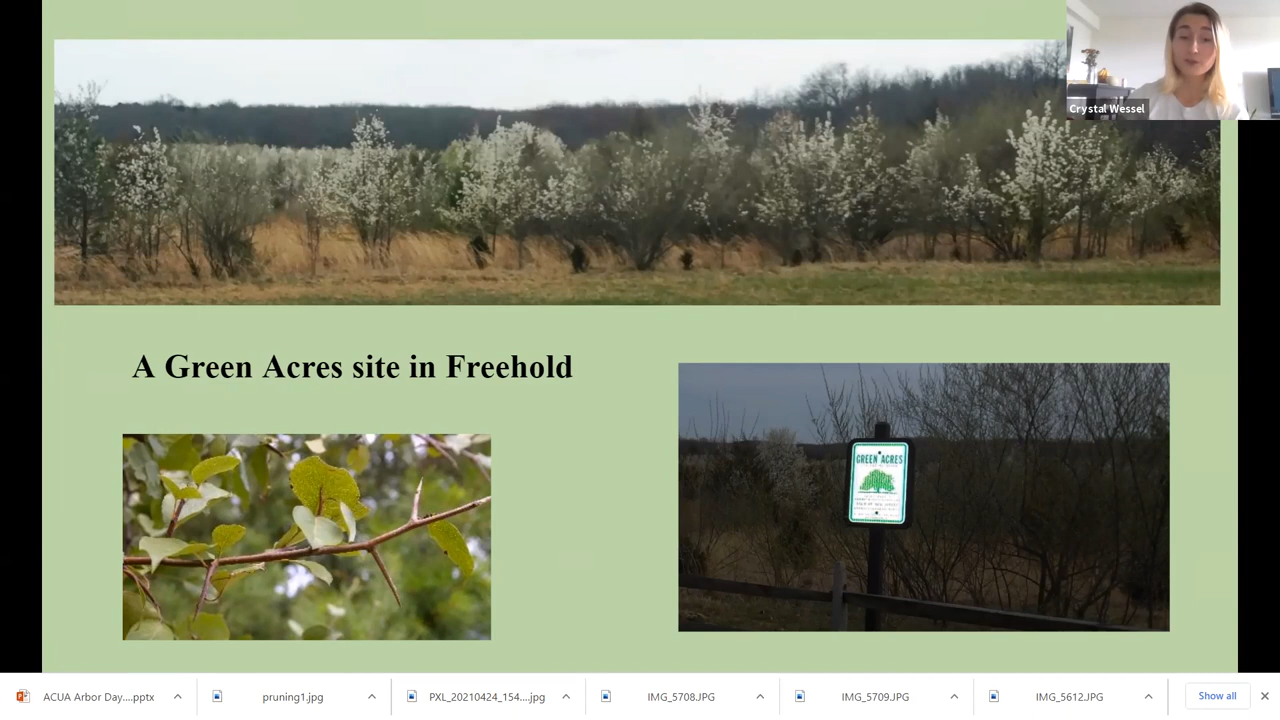 Crystal Wessel
A Green Acres site in Freehold
GREEN ACRES
ACUA Arbor Day....pptx
pruning1.jpg
PXL_20210424_154....jpg
IMG_5708.JPG
IMG_5709.JPG
IMG_5612.JPG
Show all